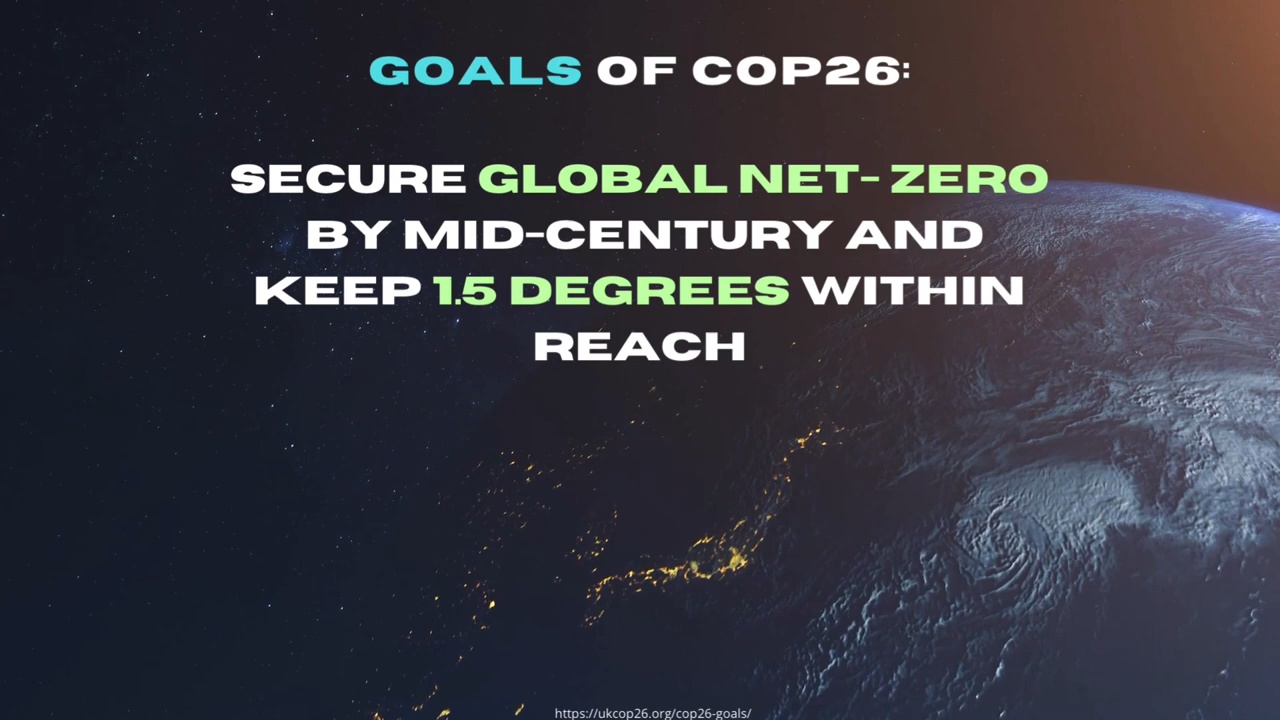 GOALS OF COP26:
SECURE GLOBAL NET- ZERO
BY MID-CENTURY AND
KEEP 1.5 DEGREES WITHIN
REACH
https://ukcop26.org/cop26-goals/